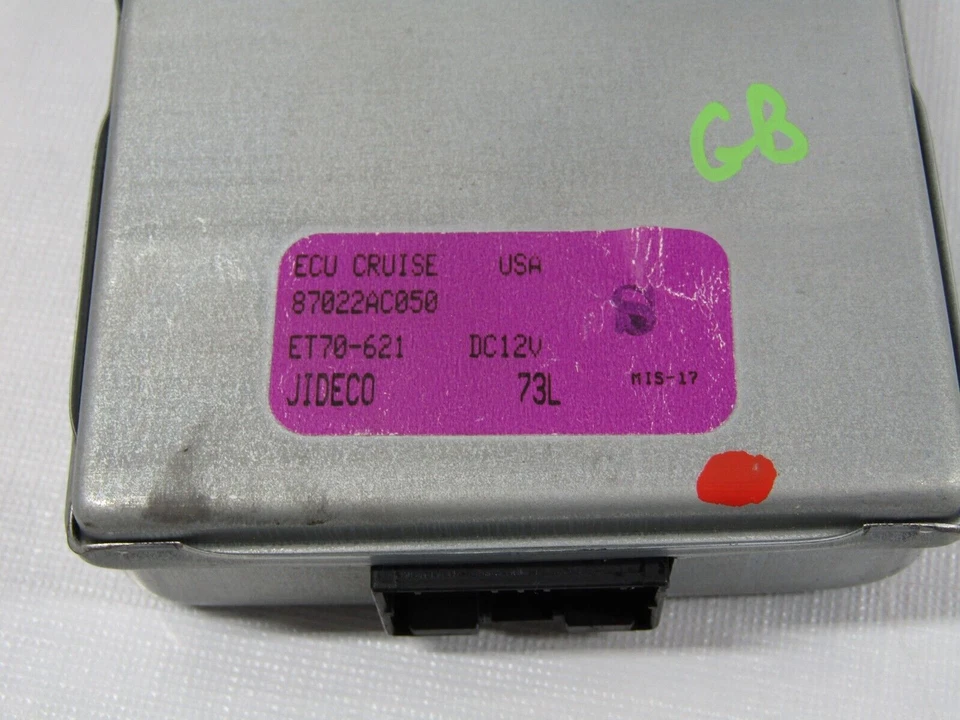 GB
ECU CRUISE USA
87022AC050
ET70-621 DC12V
JIDECO 73L MIS-17